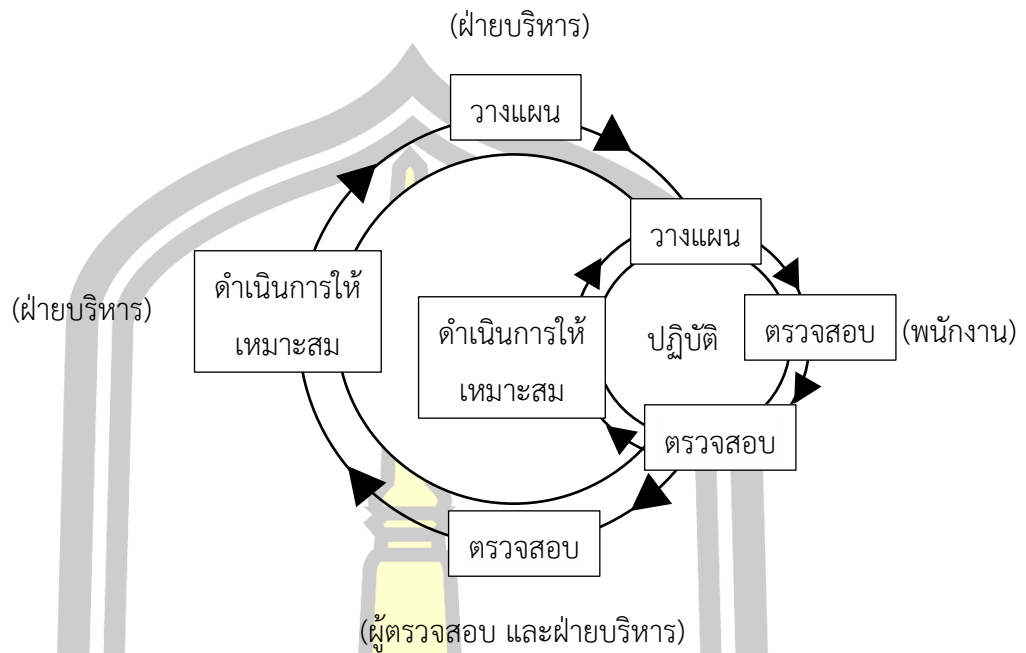 (ฝ่ายบริหาร)
วางแผน
วางแผน
ดำเนินการให้
เหมาะสม
(ฝ่ายบริหาร)
ดำเนินการให้
เหมาะสม
ปฏิบัติ
ตรวจสอบ
(พนักงาน)
ตรวจสอบ
ตรวจสอบ
(ผู้ตรวจสอบ และฝ่ายบริหาร)